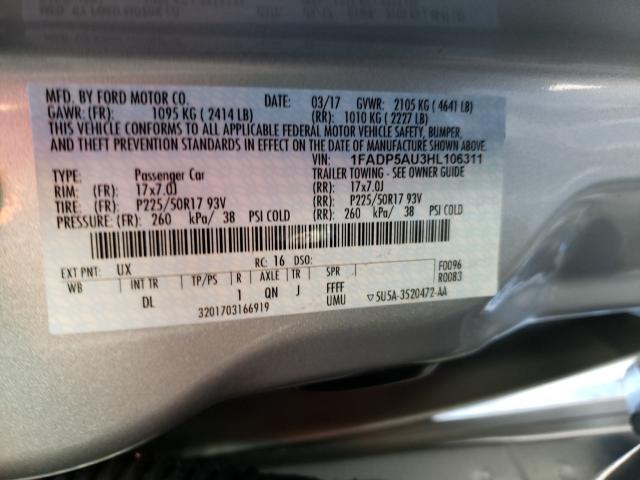 MFD. BY FORD MOTOR CO. DATE: 03/17 GVWR: 2105 KG ( 4641 LB)
GAWR: (FR): 1095 KG ( 2414 LB) (RR): 1010 KG ( 2227 LB)
THIS VEHICLE CONFORMS TO ALL APPLICABLE FEDERAL MOTOR VEHICLE SAFETY, BUMPER,
AND THEFT PREVENTION STANDARDS IN EFFECT ON THE DATE OF MANUFACTURE SHOWN ABOVE.
VIN: 1FADP5AU3HL106311
TYPE: Passenger Car TRAILER TOWING - SEE OWNER GUIDE
RIM: (FR): 17x7.0J (RR): 17x7.0J
TIRE: (FR): P225/50R17 93V (RR): P225/50R17 93V
PRESSURE: (FR): 260 kPa/ 38 PSI COLD (RR): 260 kPa/ 38 PSI COLD
EXT PNT: UX RC: 16 DSO: F0096
WB INT TR TP/PS R AXLE TR SPR R0083
DL 1 QN J FFFF
UMU ▽5U5A-3520472-AA
3201703166919